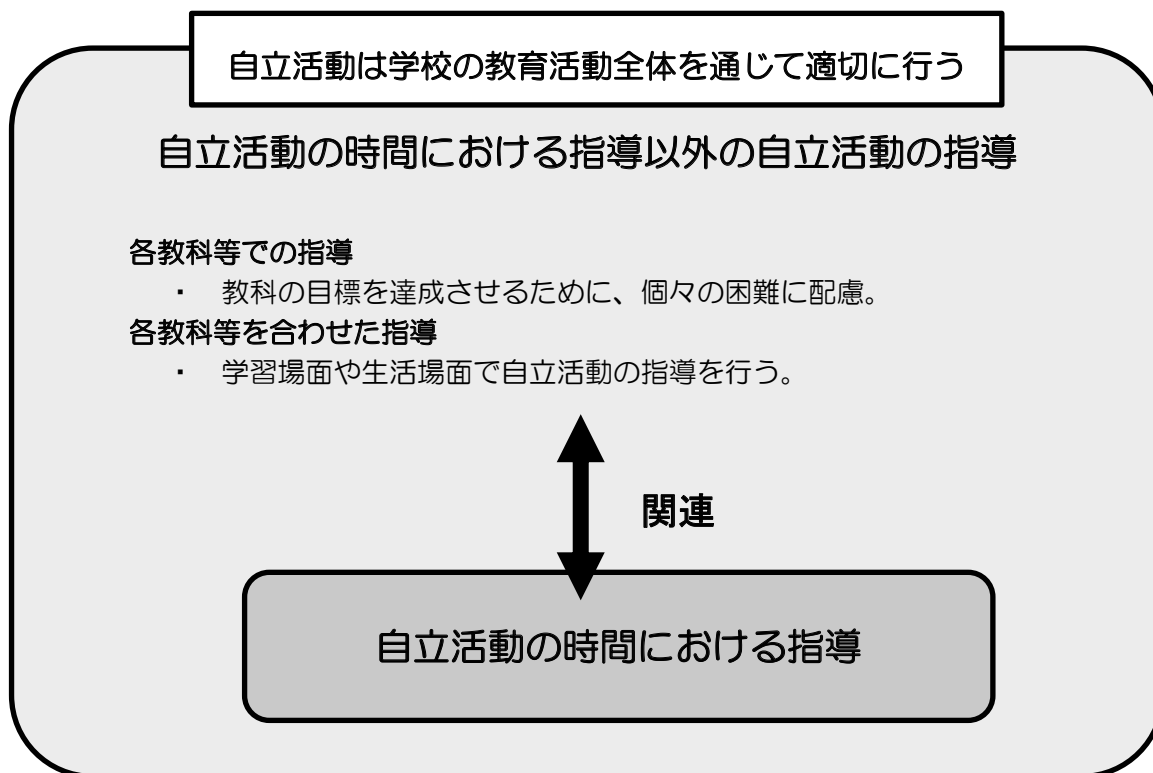 自立活動は学校の教育活動全体を通じて適切に行う
自立活動の時間における指導以外の自立活動の指導
各教科等での指導
・ 教科の目標を達成させるために、個々の困難に配慮。
各教科等を合わせた指導
・ 学習場面や生活場面で自立活動の指導を行う。
関連
自立活動の時間における指導